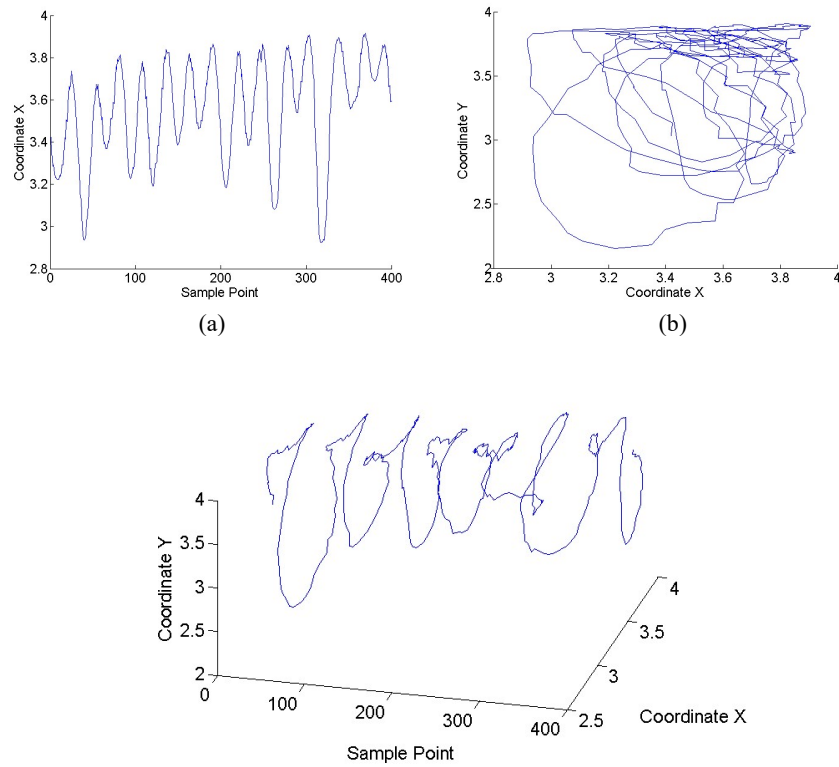 4
3.8
3.6
3.4
3.2
3
2.8
Coordinate X
0 100 200 300 400
Sample Point
(a)
4
3.5
3
2.5
2
Coordinate Y
2.8 3 3.2 3.4 3.6 3.8 4
Coordinate X
(b)
4
3.5
3
2.5
2
Coordinate Y
0 100 200 300 400
Sample Point
2.5 3 3.5 4
Coordinate X